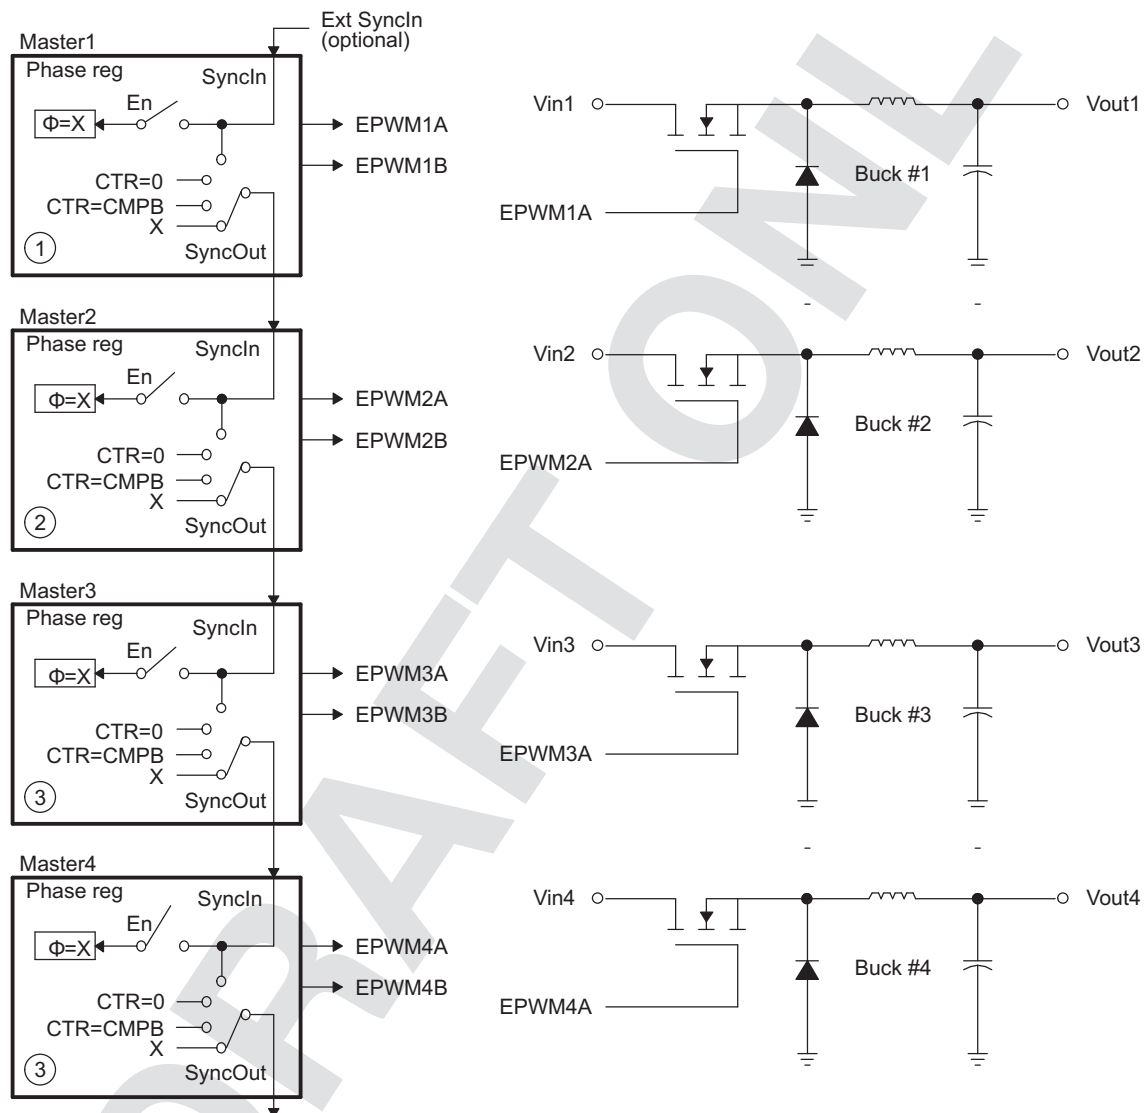 Ext SyncIn
(optional)
Master1
Phase reg
SyncIn
En
Φ=X
EPWM1A
EPWM1B
CTR=0
CTR=CMPB
X
SyncOut
1
Vin1
Vout1
Buck #1
EPWM1A
Master2
Phase reg
SyncIn
En
Φ=X
EPWM2A
EPWM2B
CTR=0
CTR=CMPB
X
SyncOut
2
Vin2
Vout2
Buck #2
EPWM2A
Master3
Phase reg
SyncIn
En
Φ=X
EPWM3A
EPWM3B
CTR=0
CTR=CMPB
X
SyncOut
3
Vin3
Vout3
Buck #3
EPWM3A
Master4
Phase reg
SyncIn
En
Φ=X
EPWM4A
EPWM4B
CTR=0
CTR=CMPB
X
SyncOut
3
Vin4
Vout4
Buck #4
EPWM4A
DRAFT ONL